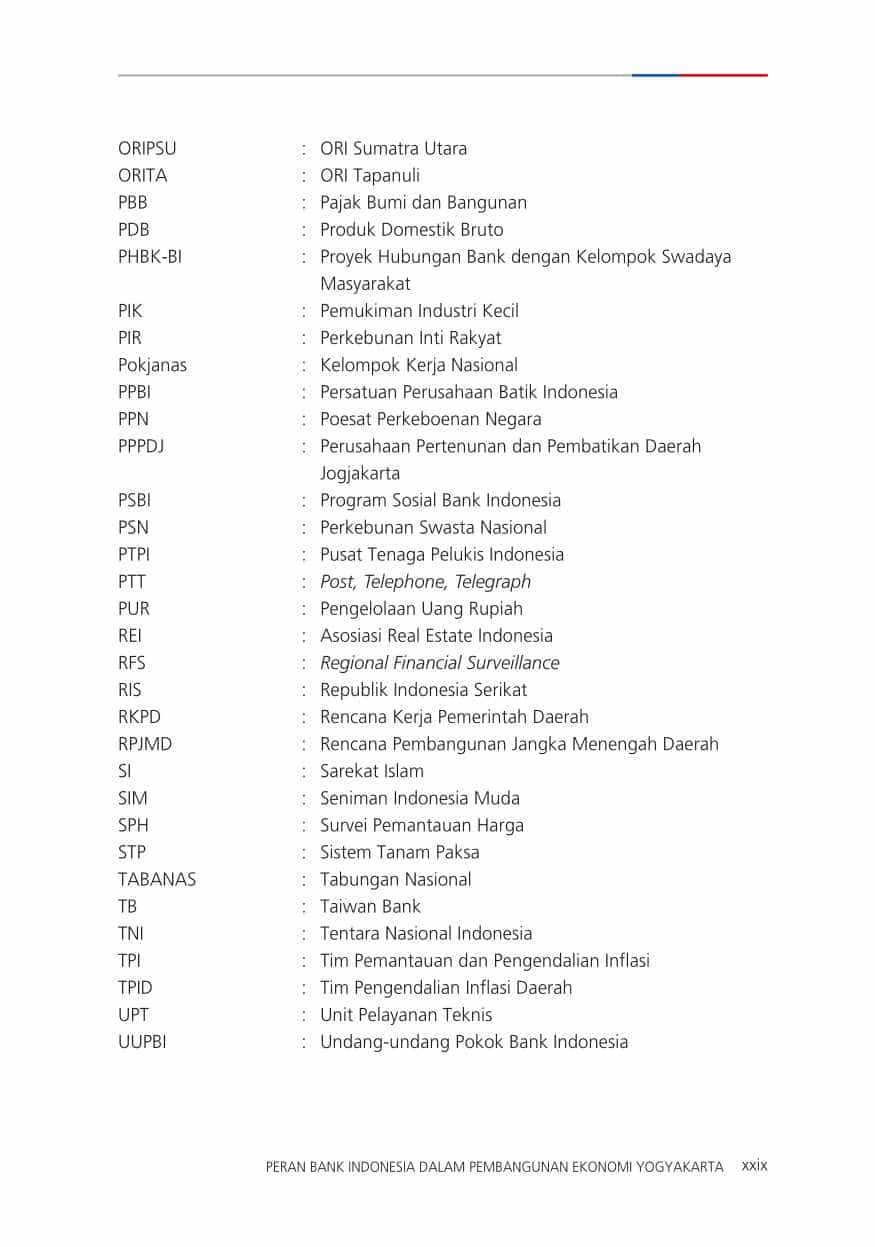 ORIPSU : ORI Sumatra Utara
ORITA : ORI Tapanuli
PBB : Pajak Bumi dan Bangunan
PDB : Produk Domestik Bruto
PHBK-BI : Proyek Hubungan Bank dengan Kelompok Swadaya
Masyarakat
PIK : Pemukiman Industri Kecil
PIR : Perkebunan Inti Rakyat
Pokjanas : Kelompok Kerja Nasional
PPBI : Persatuan Perusahaan Batik Indonesia
PPN : Poesat Perkeboenan Negara
PPPDJ : Perusahaan Pertenunan dan Pembatikan Daerah
Jogjakarta
PSBI : Program Sosial Bank Indonesia
PSN : Perkebunan Swasta Nasional
PTPI : Pusat Tenaga Pelukis Indonesia
PTT : Post, Telephone, Telegraph
PUR : Pengelolaan Uang Rupiah
REI : Asosiasi Real Estate Indonesia
RFS : Regional Financial Surveillance
RIS : Republik Indonesia Serikat
RKPD : Rencana Kerja Pemerintah Daerah
RPJMD : Rencana Pembangunan Jangka Menengah Daerah
SI : Sarekat Islam
SIM : Seniman Indonesia Muda
SPH : Survei Pemantauan Harga
STP : Sistem Tanam Paksa
TABANAS : Tabungan Nasional
TB : Taiwan Bank
TNI : Tentara Nasional Indonesia
TPI : Tim Pemantauan dan Pengendalian Inflasi
TPID : Tim Pengendalian Inflasi Daerah
UPT : Unit Pelayanan Teknis
UUPBI : Undang-undang Pokok Bank Indonesia
PERAN BANK INDONESIA DALAM PEMBANGUNAN EKONOMI YOGYAKARTA xxix